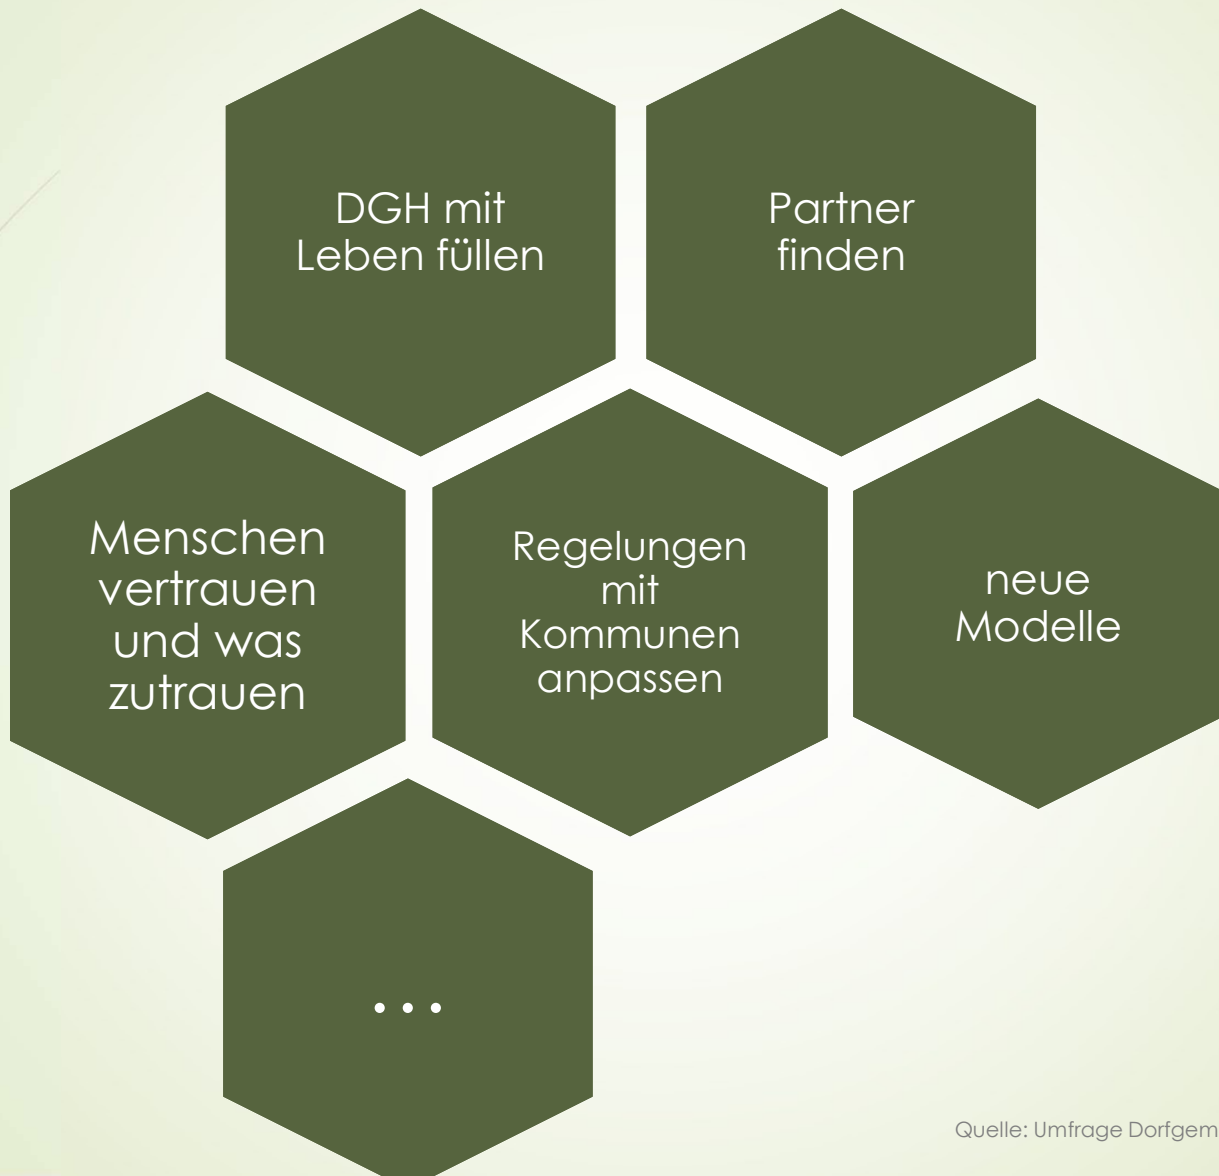 DGH mit
Leben füllen
Partner
finden
Menschen
vertrauen
und was
zutrauen
Regelungen
mit
Kommunen
anpassen
neue
Modelle
...
Quelle: Umfrage Dorfgem